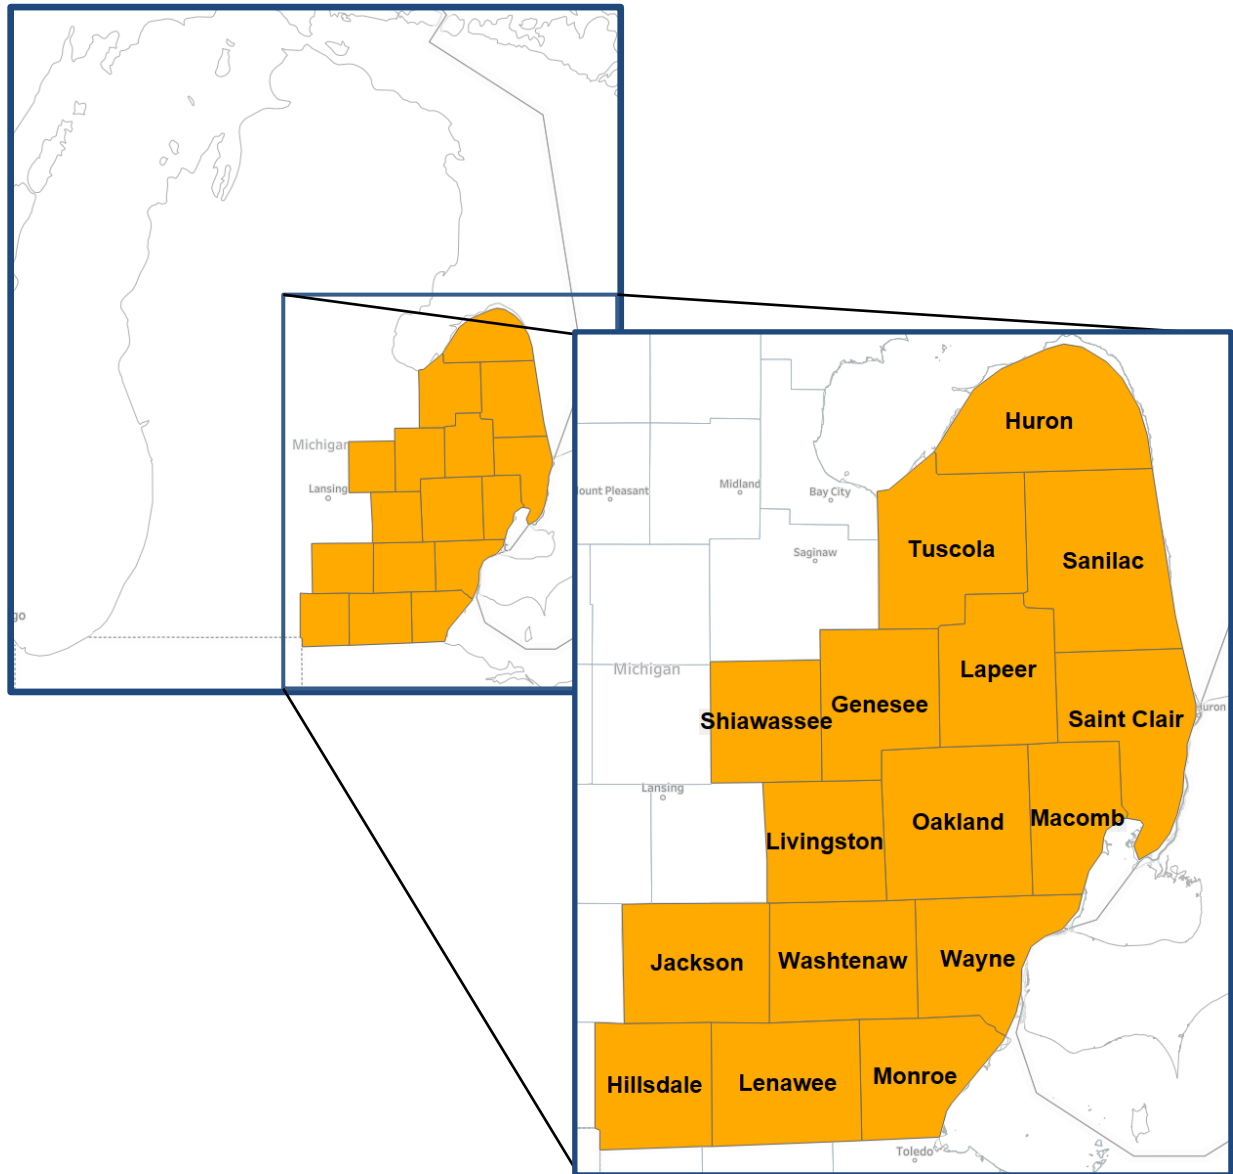 Michigan
Lansing
go
Huron
ount Pleasant
Midland
Bay City
Tuscola
Saginaw
Sanilac
Michigan
Lapeer
Genesee
Shiawassee
Saint Clair
Huron
Lansing
Oakland
Macomb
Livingston
Jackson
Washtenaw
Wayne
Hillsdale
Lenawee
Monroe
Toledo